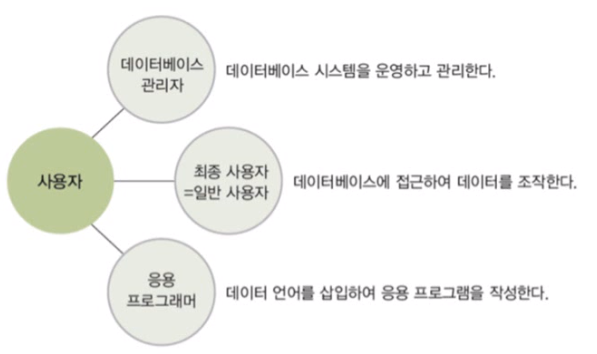 데이터베이스
관리자
데이터베이스 시스템을 운영하고 관리한다.
사용자
최종 사용자
=일반 사용자
데이터베이스에 접근하여 데이터를 조작한다.
응용
프로그래머
데이터 언어를 삽입하여 응용 프로그램을 작성한다.